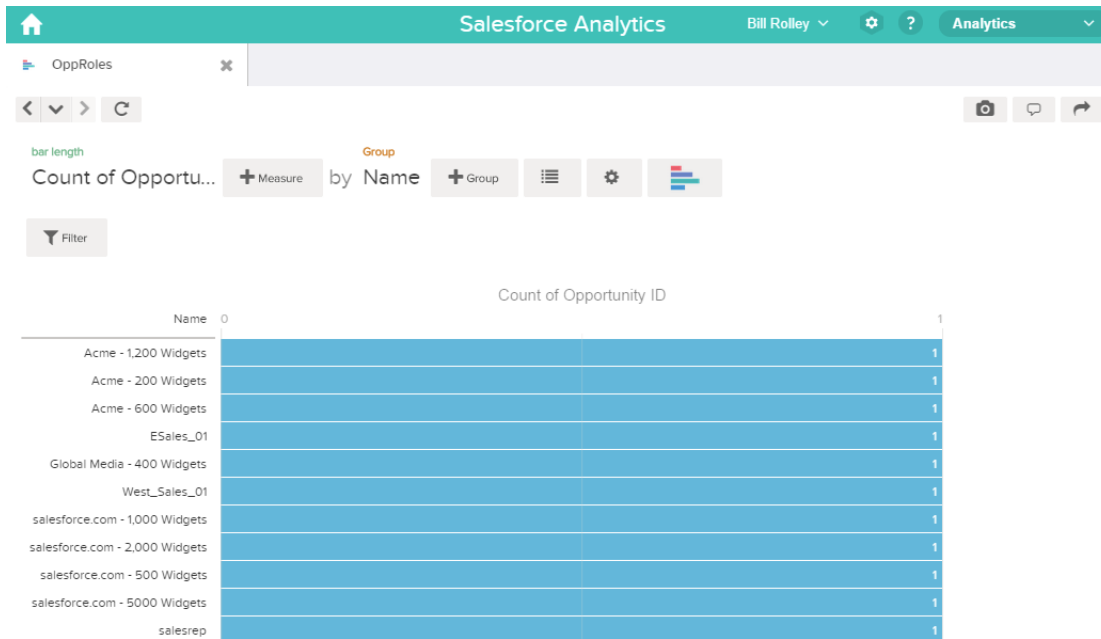 Salesforce Analytics Bill Rolley ? Analytics
OppRoles
bar length Group
Count of Opportu... Measure by Name Group
Filter
Count of Opportunity ID
Name 0 1
Acme - 1,200 Widgets 1
Acme - 200 Widgets 1
Acme - 600 Widgets 1
ESales_01 1
Global Media - 400 Widgets 1
West_Sales_01 1
salesforce.com - 1,000 Widgets 1
salesforce.com - 2,000 Widgets 1
salesforce.com - 500 Widgets 1
salesforce.com - 5000 Widgets 1
salesrep 1